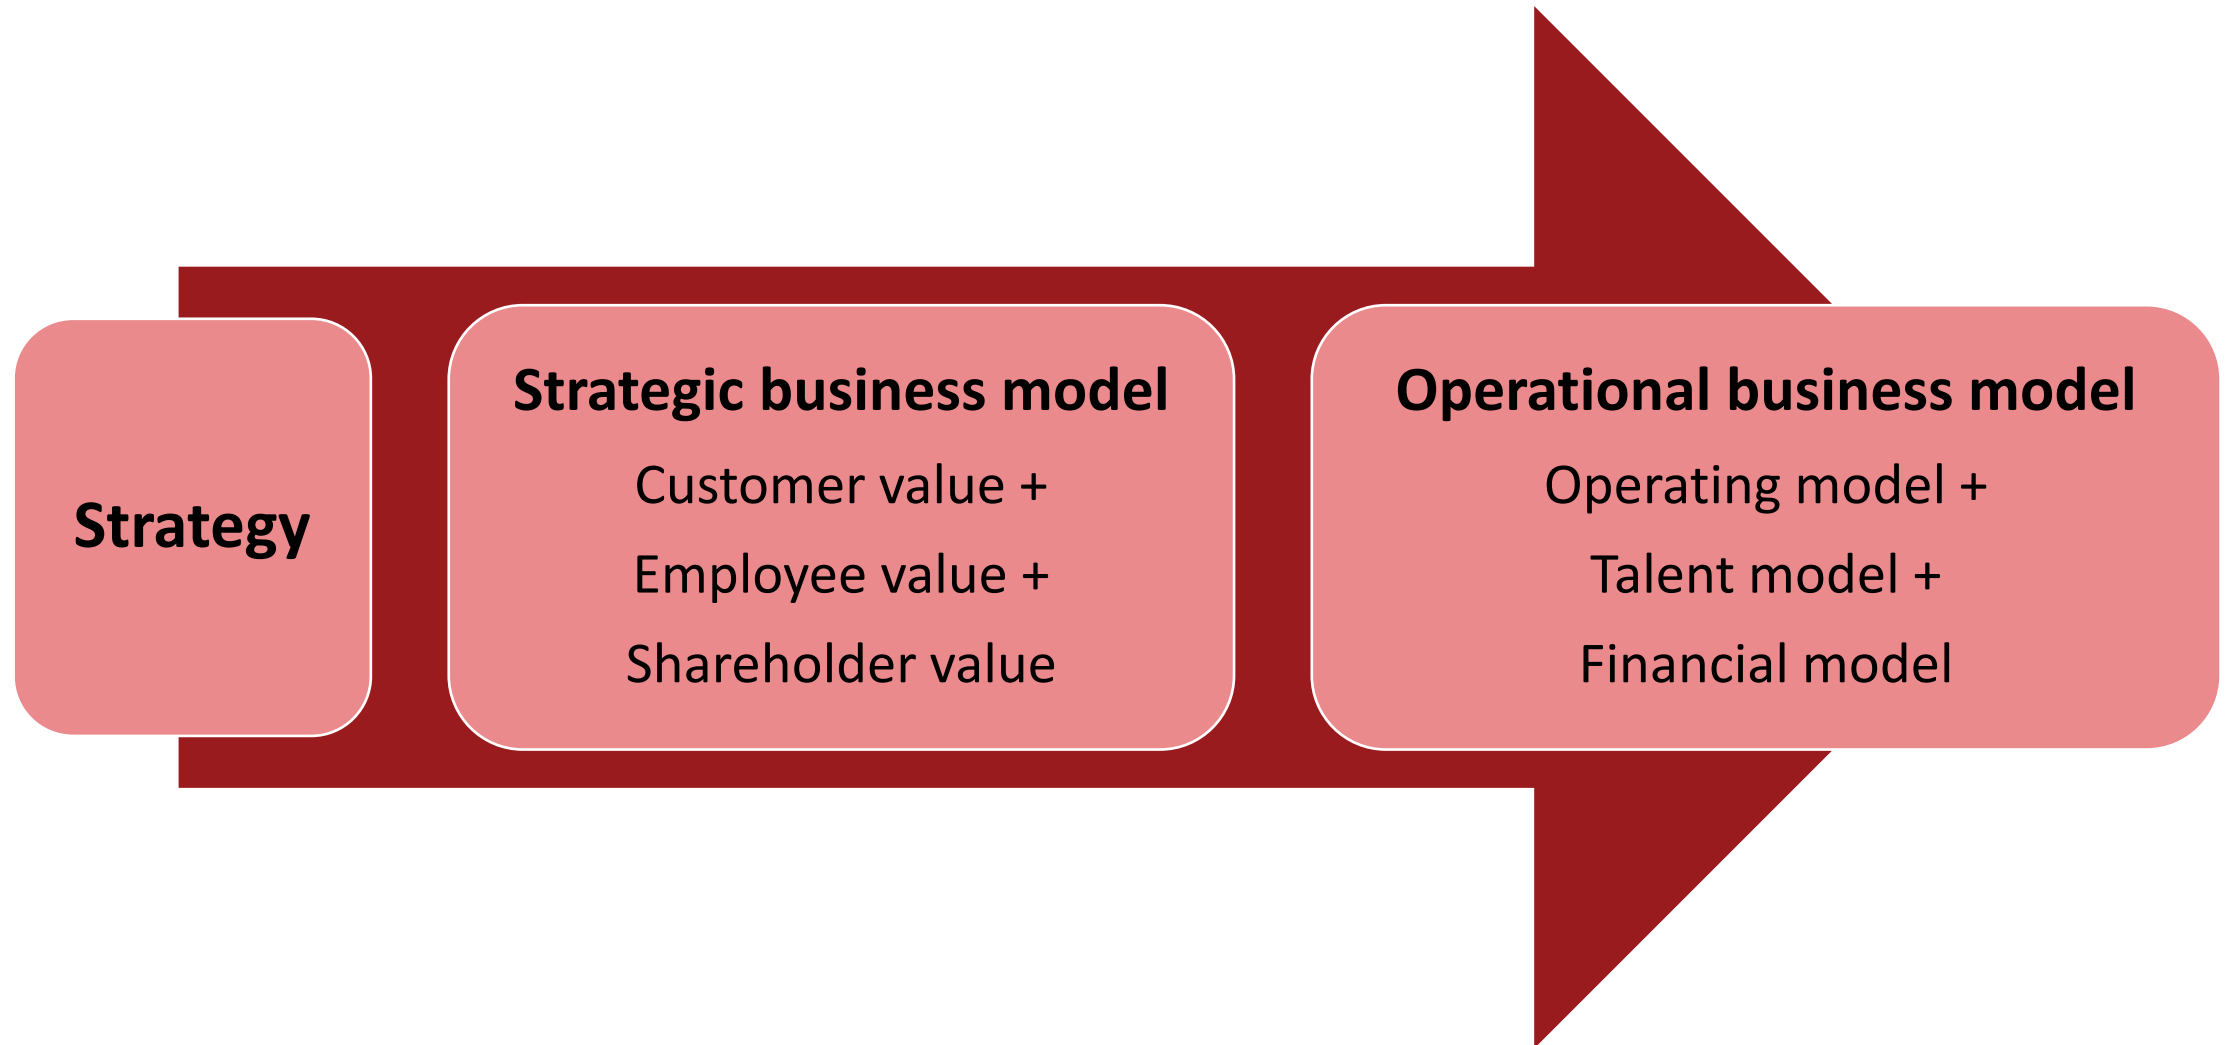 Strategy
Strategic business model
Customer value +
Employee value +
Shareholder value
Operational business model
Operating model +
Talent model +
Financial model